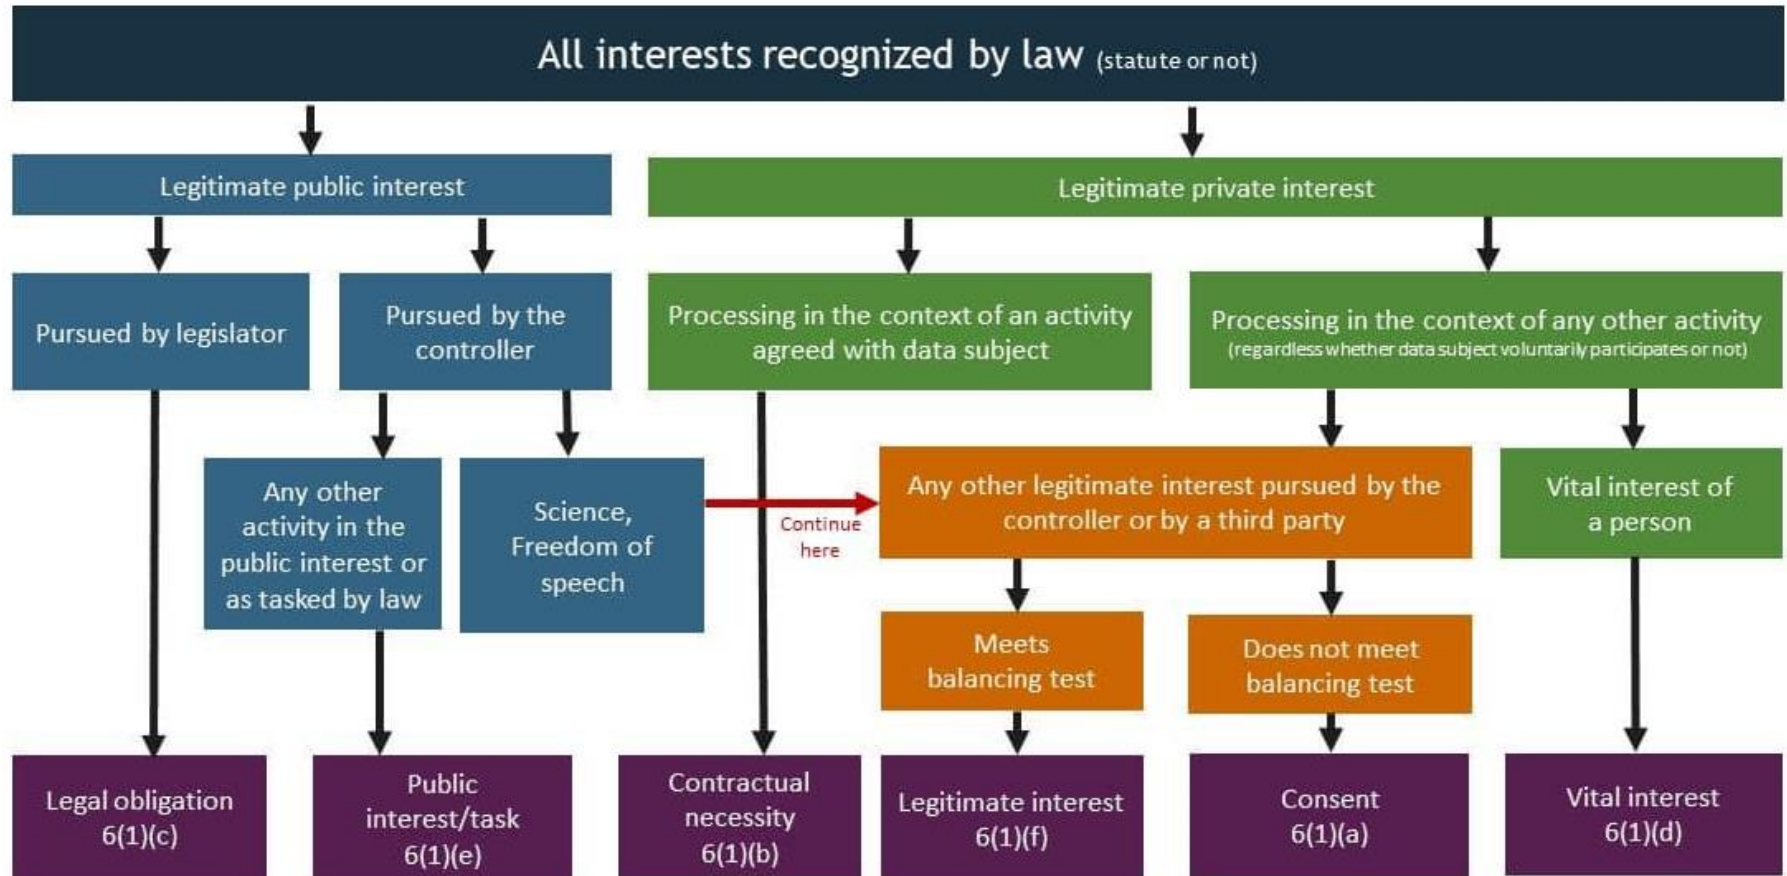 All interests recognized by law (statute or not)
Legitimate public interest
Legitimate private interest
Pursued by legislator
Pursued by the
controller
Processing in the context of an activity
agreed with data subject
Processing in the context of any other activity
(regardless whether data subject voluntarily participates or not)
Any other
activity in the
public interest or
as tasked by law
Science,
Freedom of
speech
Continue
here
Any other legitimate interest pursued by the
controller or by a third party
Vital interest of
a person
Meets
balancing test
Does not meet
balancing test
Legal obligation
6(1)(c)
Public
interest/task
6(1)(e)
Contractual
necessity
6(1)(b)
Legitimate interest
6(1)(f)
Consent
6(1)(a)
Vital interest
6(1)(d)